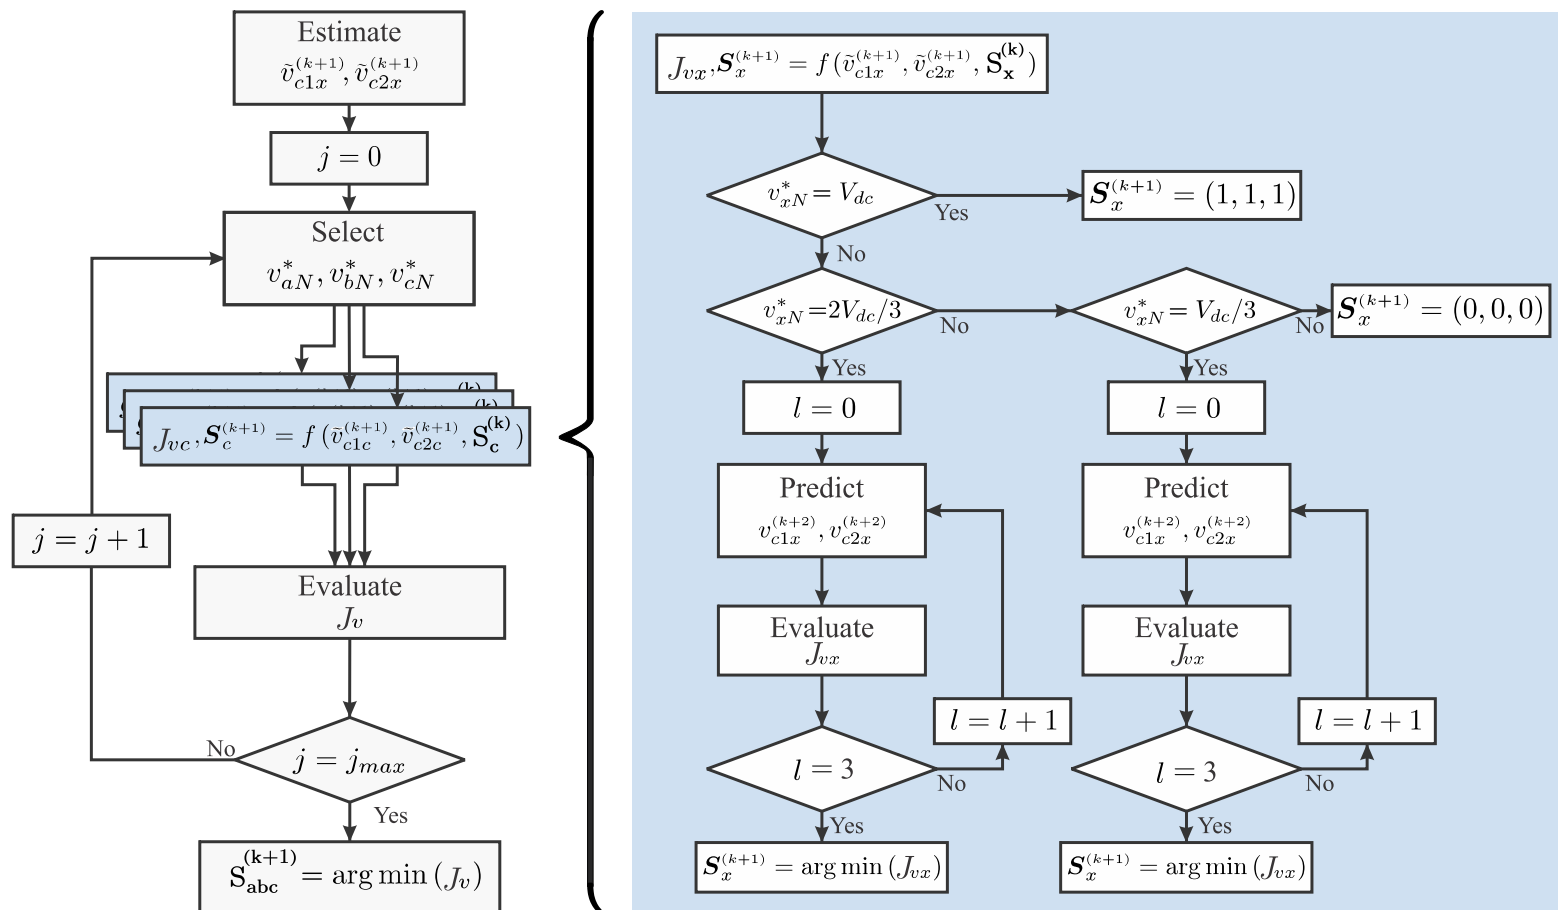 Estimate
ṽ_{c1x}^{(k+1)}, ṽ_{c2x}^{(k+1)}
j = 0
Select
v*_{aN}, v*_{bN}, v*_{cN}
(k)
(k)
J_{vc}, S_c^{(k+1)} = f(ṽ_{c1c}^{(k+1)}, ṽ_{c2c}^{(k+1)}, S_c^{(k)})
j = j + 1
Evaluate
J_v
j = j_{max}
No
Yes
S_{abc}^{(k+1)} = arg min (J_v)
J_{vx}, S_x^{(k+1)} = f(ṽ_{c1x}^{(k+1)}, ṽ_{c2x}^{(k+1)}, S_x^{(k)})
v*_{xN} = V_{dc}
Yes
S_x^{(k+1)} = (1, 1, 1)
No
v*_{xN} = 2V_{dc}/3
No
v*_{xN} = V_{dc}/3
No
S_x^{(k+1)} = (0, 0, 0)
Yes
l = 0
Predict
v_{c1x}^{(k+2)}, v_{c2x}^{(k+2)}
Evaluate
J_{vx}
l = l + 1
l = 3
No
Yes
S_x^{(k+1)} = arg min (J_{vx})
Yes
l = 0
Predict
v_{c1x}^{(k+2)}, v_{c2x}^{(k+2)}
Evaluate
J_{vx}
l = l + 1
l = 3
No
Yes
S_x^{(k+1)} = arg min (J_{vx})